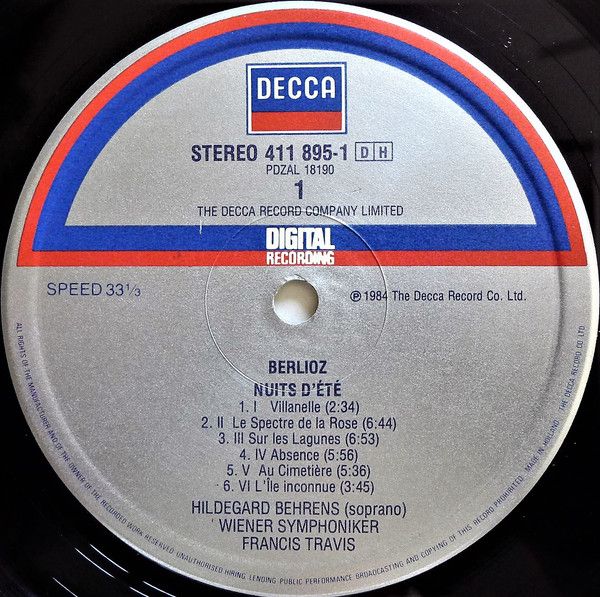 DECCA
STEREO 411 895-1 D H
PDZAL 18190
1
THE DECCA RECORD COMPANY LIMITED
DIGITAL
RECORDING
SPEED 33 1/3
℗ 1984 The Decca Record Co. Ltd.
BERLIOZ
NUITS D'ÉTÉ
1. I Villanelle (2:34)
2. II Le Spectre de la Rose (6:44)
3. III Sur les Lagunes (6:53)
4. IV Absence (5:56)
5. V Au Cimetière (5:36)
6. VI L'Île inconnue (3:45)
HILDEGARD BEHRENS (soprano)
WIENER SYMPHONIKER
FRANCIS TRAVIS
ALL RIGHTS OF THE MANUFACTURER AND OF THE OWNER OF THE RECORDED WORK RESERVED. UNAUTHORISED HIRING, LENDING, PUBLIC PERFORMANCE, BROADCASTING AND COPYING OF THIS RECORD PROHIBITED. MADE IN HOLLAND THE DECCA RECORD CO LTD.